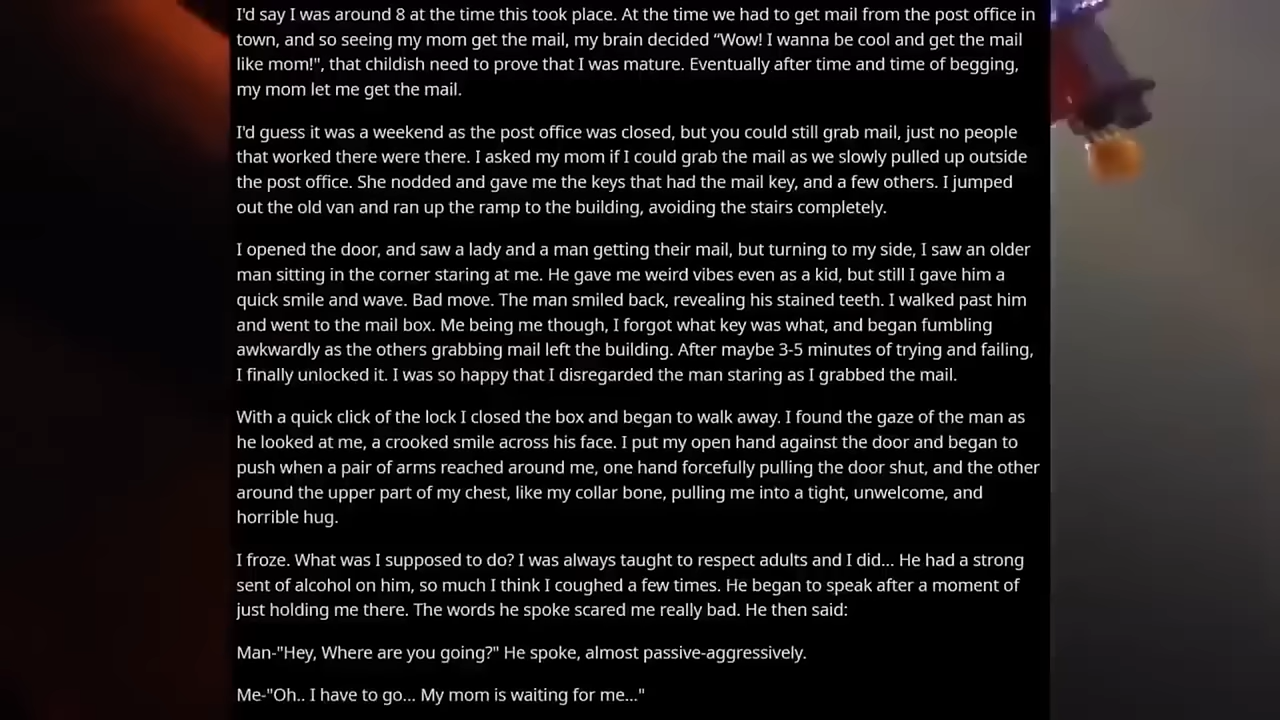 I'd say I was around 8 at the time this took place. At the time we had to get mail from the post office in
town, and so seeing my mom get the mail, my brain decided “Wow! I wanna be cool and get the mail
like mom!", that childish need to prove that I was mature. Eventually after time and time of begging,
my mom let me get the mail.
I'd guess it was a weekend as the post office was closed, but you could still grab mail, just no people
that worked there were there. I asked my mom if I could grab the mail as we slowly pulled up outside
the post office. She nodded and gave me the keys that had the mail key, and a few others. I jumped
out the old van and ran up the ramp to the building, avoiding the stairs completely.
I opened the door, and saw a lady and a man getting their mail, but turning to my side, I saw an older
man sitting in the corner staring at me. He gave me weird vibes even as a kid, but still I gave him a
quick smile and wave. Bad move. The man smiled back, revealing his stained teeth. I walked past him
and went to the mail box. Me being me though, I forgot what key was what, and began fumbling
awkwardly as the others grabbing mail left the building. After maybe 3-5 minutes of trying and failing,
I finally unlocked it. I was so happy that I disregarded the man staring as I grabbed the mail.
With a quick click of the lock I closed the box and began to walk away. I found the gaze of the man as
he looked at me, a crooked smile across his face. I put my open hand against the door and began to
push when a pair of arms reached around me, one hand forcefully pulling the door shut, and the other
around the upper part of my chest, like my collar bone, pulling me into a tight, unwelcome, and
horrible hug.
I froze. What was I supposed to do? I was always taught to respect adults and I did... He had a strong
sent of alcohol on him, so much I think I coughed a few times. He began to speak after a moment of
just holding me there. The words he spoke scared me really bad. He then said:
Man-"Hey, Where are you going?" He spoke, almost passive-aggressively.
Me-"Oh.. I have to go... My mom is waiting for me..."